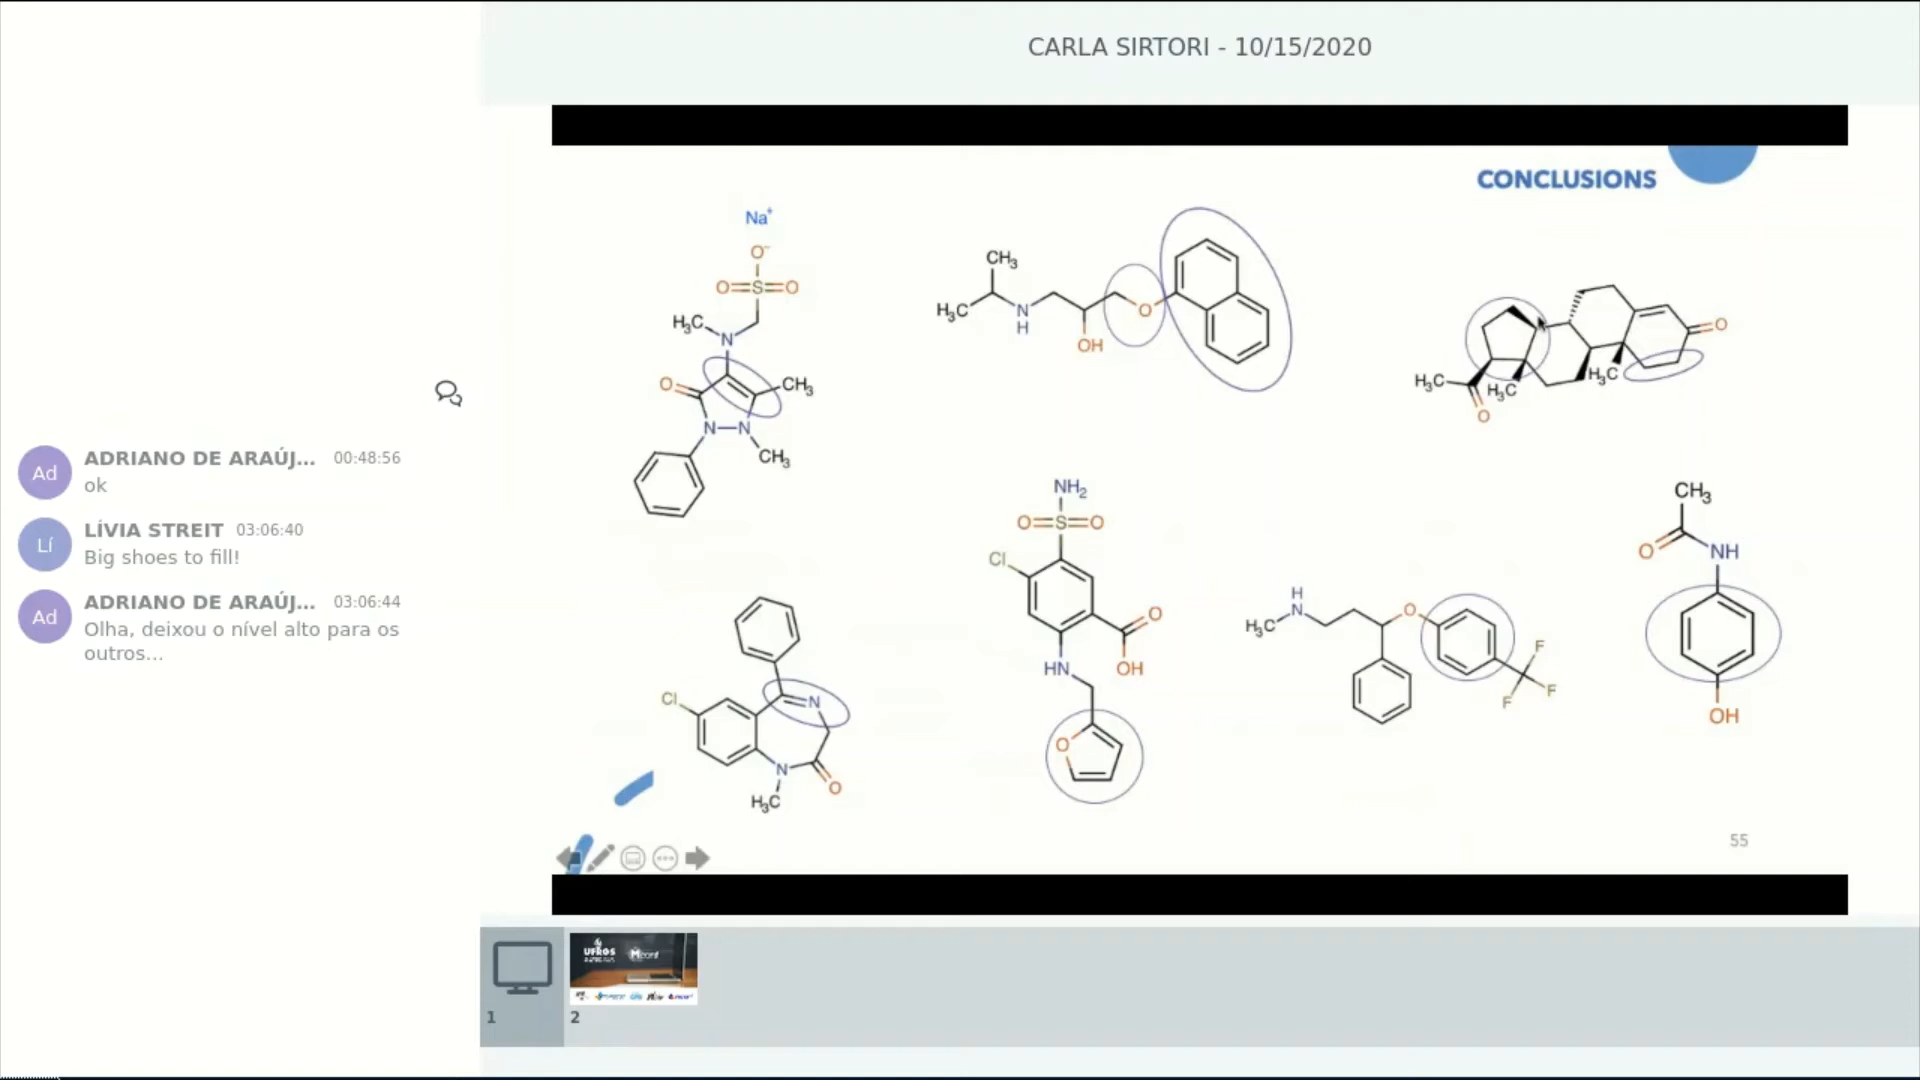 CARLA SIRTORI - 10/15/2020
CONCLUSIONS
ADRIANO DE ARAÚJ... 00:48:56
ok
LÍVIA STREIT 03:06:40
Big shoes to fill!
ADRIANO DE ARAÚJ... 03:06:44
Olha, deixou o nível alto para os
outros...
Ad
Lí
Ad
Na⁺
O⁻
O S O
H₃C
N
O
CH₃
N N
CH₃
CH₃
H₃C
N
H
OH
O
H₃C
O
H₃C
H₃C
O
Cl
N
N
H₃C
O
NH₂
O S O
Cl
O
OH
HN
O
H
N
H₃C
O
F
F
F
CH₃
O
NH
OH
55
UFRGS
Mconf
1
2